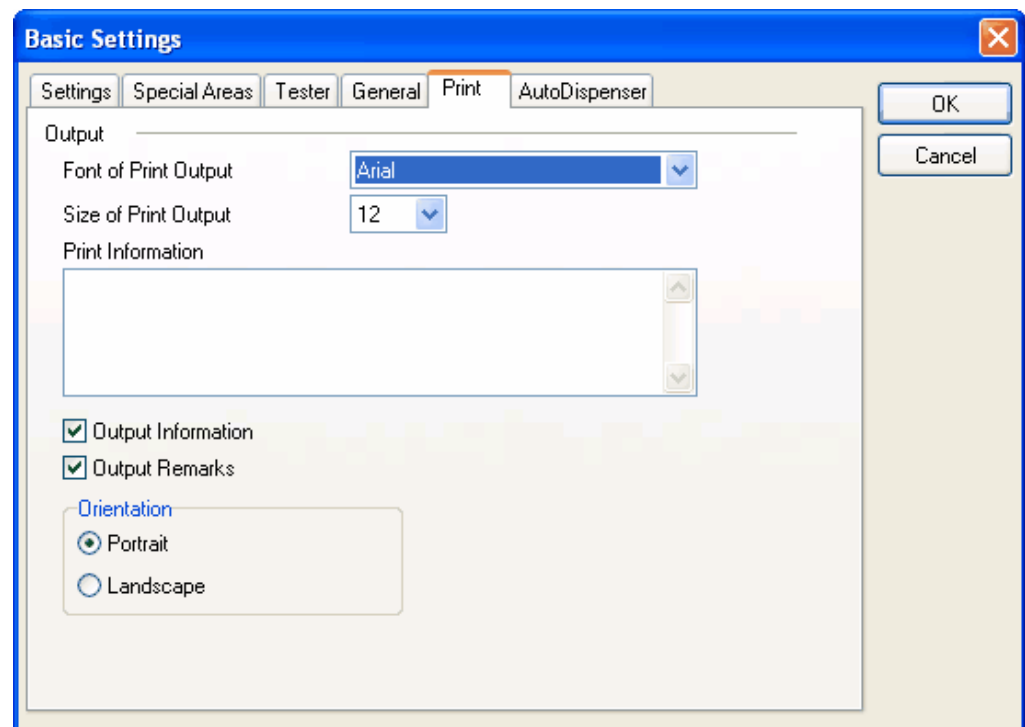 Basic Settings
Settings Special Areas Tester General Print AutoDispenser
OK
Cancel
Output
Font of Print Output Arial
Size of Print Output 12
Print Information
Output Information
Output Remarks
Orientation
Portrait
Landscape